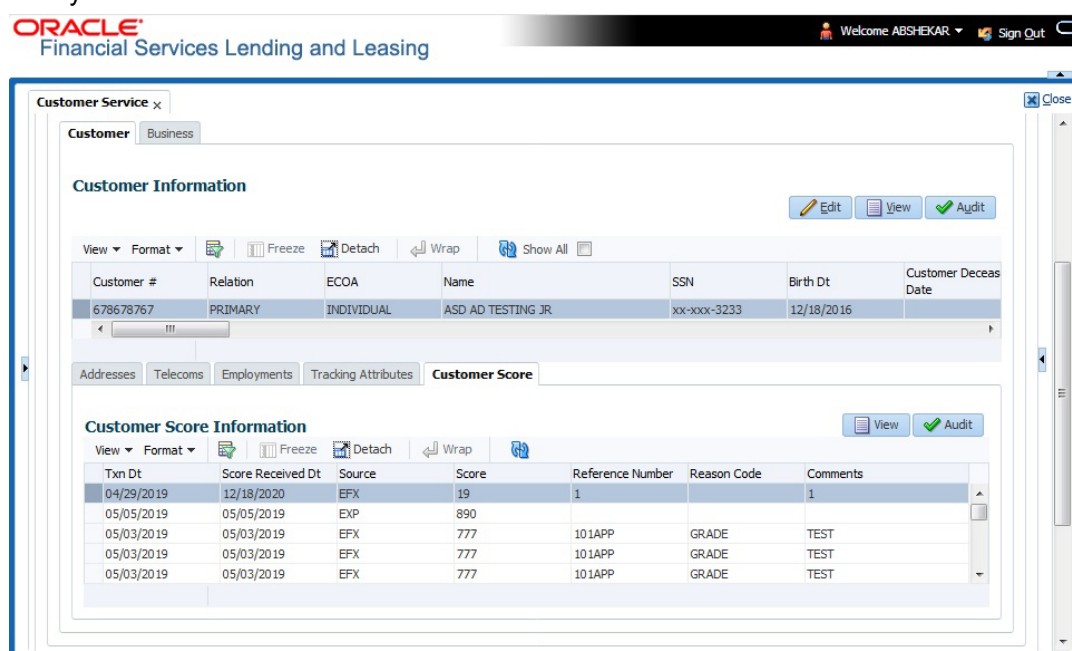 ORACLE
Financial Services Lending and Leasing
Welcome ABSHEKAR Sign Out
Customer Service x
Close
Customer Business
Customer Information
Edit View Audit
View Format Freeze Detach Wrap Show All
Customer # Relation ECOA Name SSN Birth Dt Customer Deceas
Date
678678767 PRIMARY INDIVIDUAL ASD AD TESTING JR xx-xxx-3233 12/18/2016
Addresses Telecoms Employments Tracking Attributes Customer Score
Customer Score Information
View Audit
View Format Freeze Detach Wrap
Txn Dt Score Received Dt Source Score Reference Number Reason Code Comments
04/29/2019 12/18/2020 EFX 19 1 1
05/05/2019 05/05/2019 EXP 890
05/03/2019 05/03/2019 EFX 777 101APP GRADE TEST
05/03/2019 05/03/2019 EFX 777 101APP GRADE TEST
05/03/2019 05/03/2019 EFX 777 101APP GRADE TEST